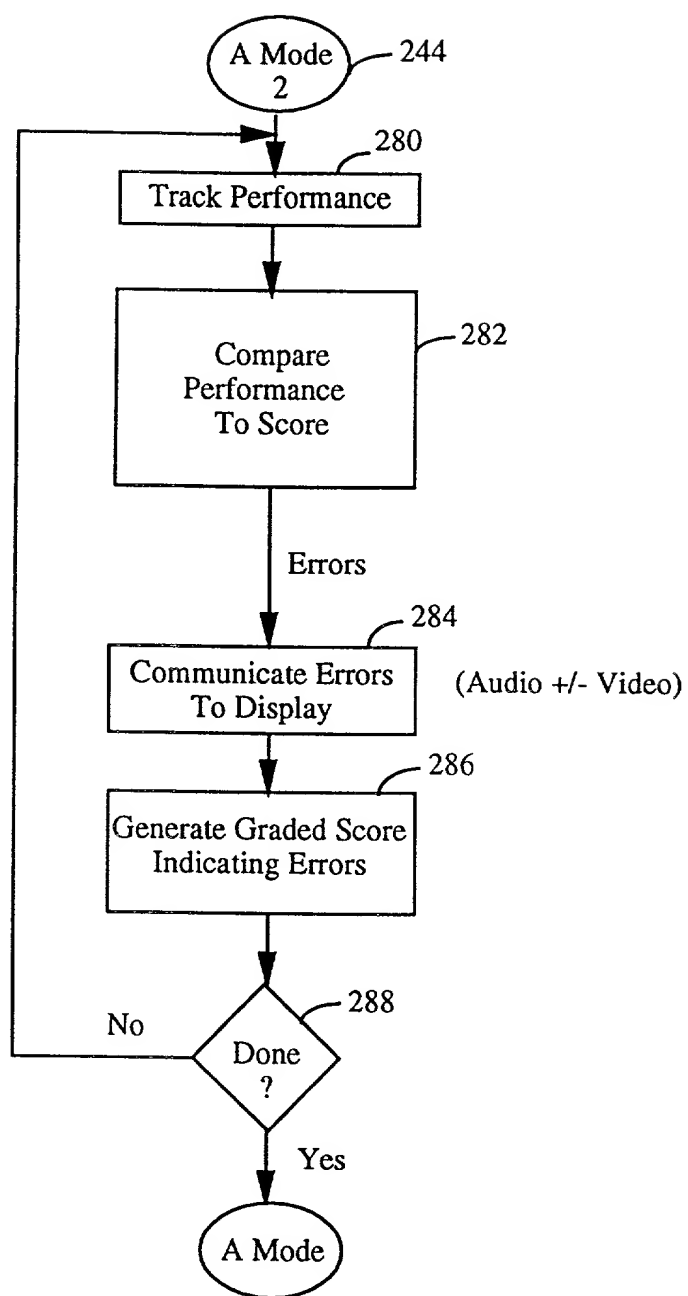 A Mode
2
244
280
Track Performance
282
Compare
Performance
To Score
Errors
284
Communicate Errors
To Display
(Audio +/- Video)
286
Generate Graded Score
Indicating Errors
288
No
Done
?
Yes
A Mode